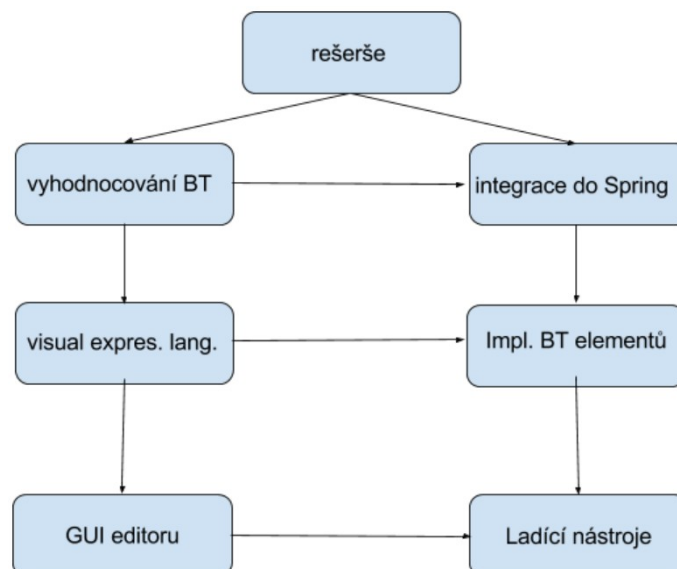 rešerše
vyhodnocování BT
integrace do Spring
visual expres. lang.
Impl. BT elementů
GUI editoru
Ladící nástroje